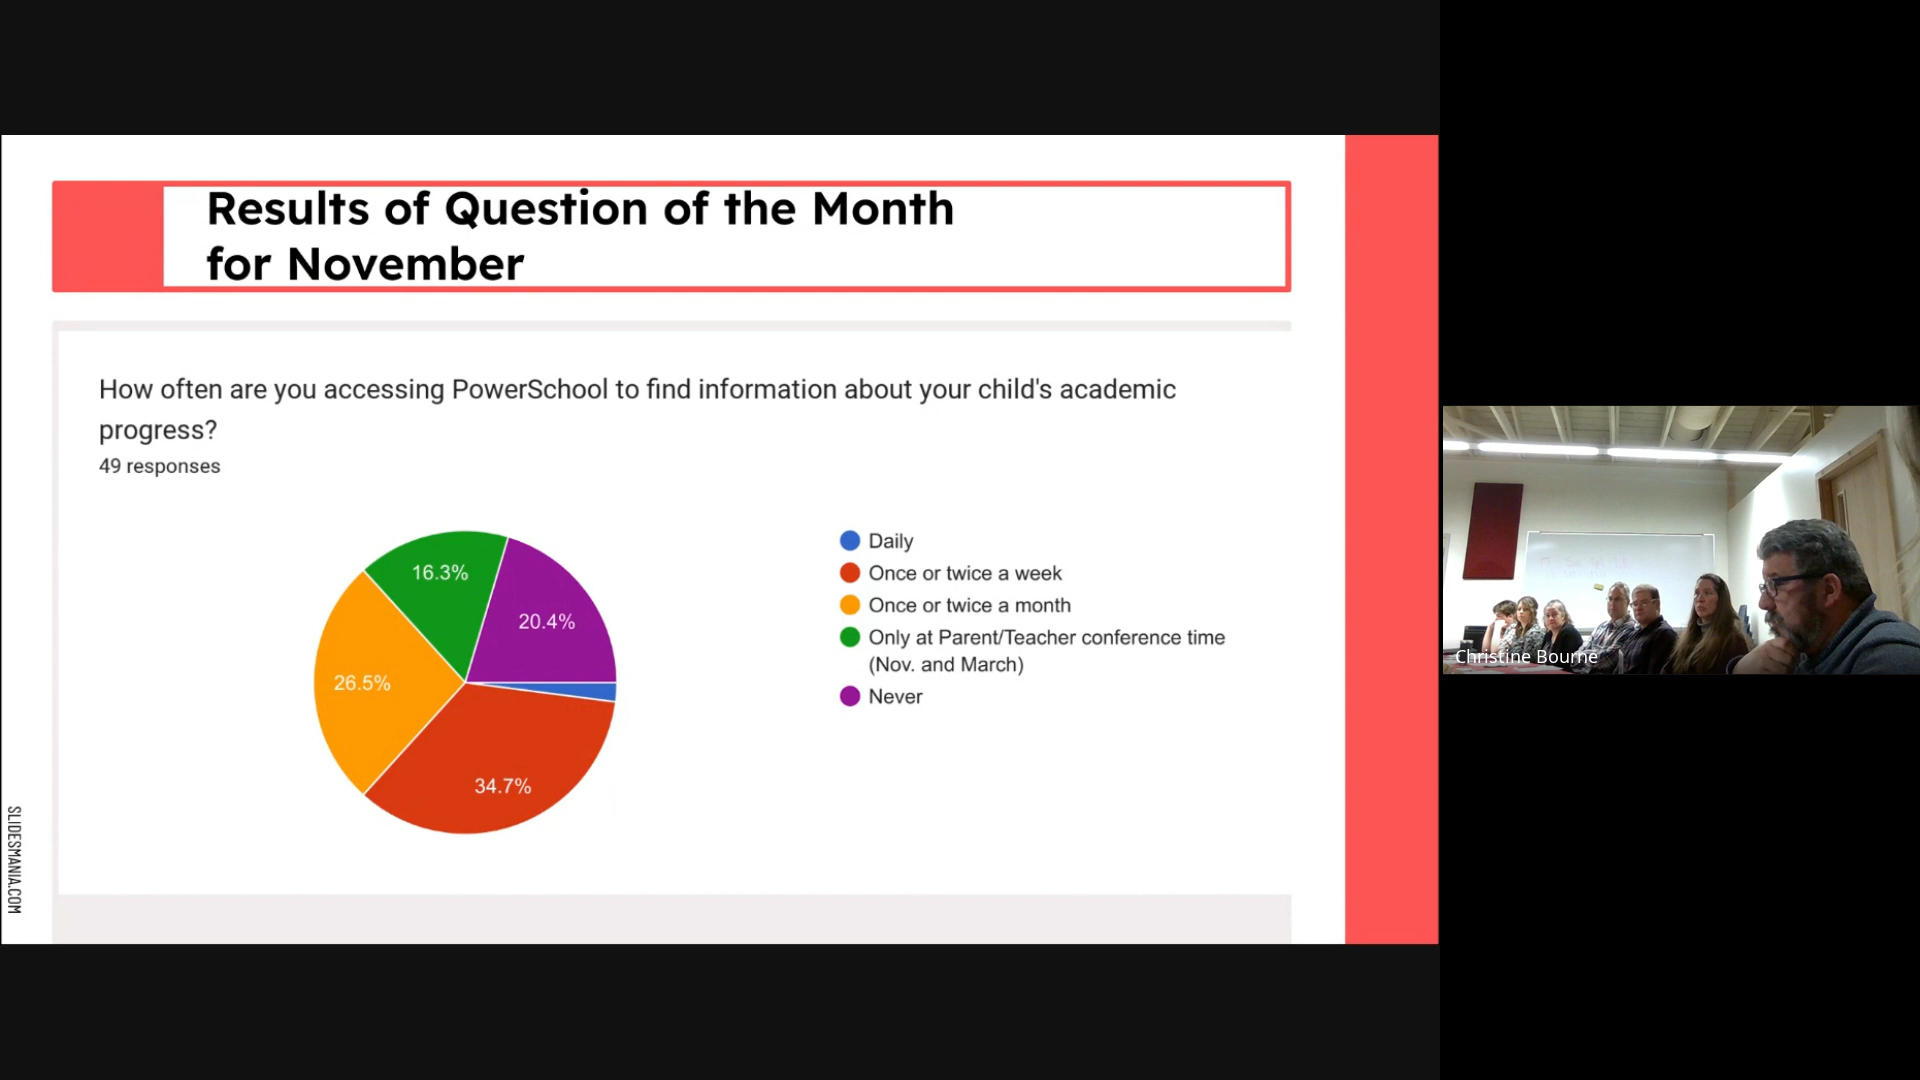 Results of Question of the Month
for November
How often are you accessing PowerSchool to find information about your child's academic
progress?
49 responses
16.3%
20.4%
26.5%
34.7%
Daily
Once or twice a week
Once or twice a month
Only at Parent/Teacher conference time
(Nov. and March)
Never
SLIDESMANIA.COM
Christine Bourne